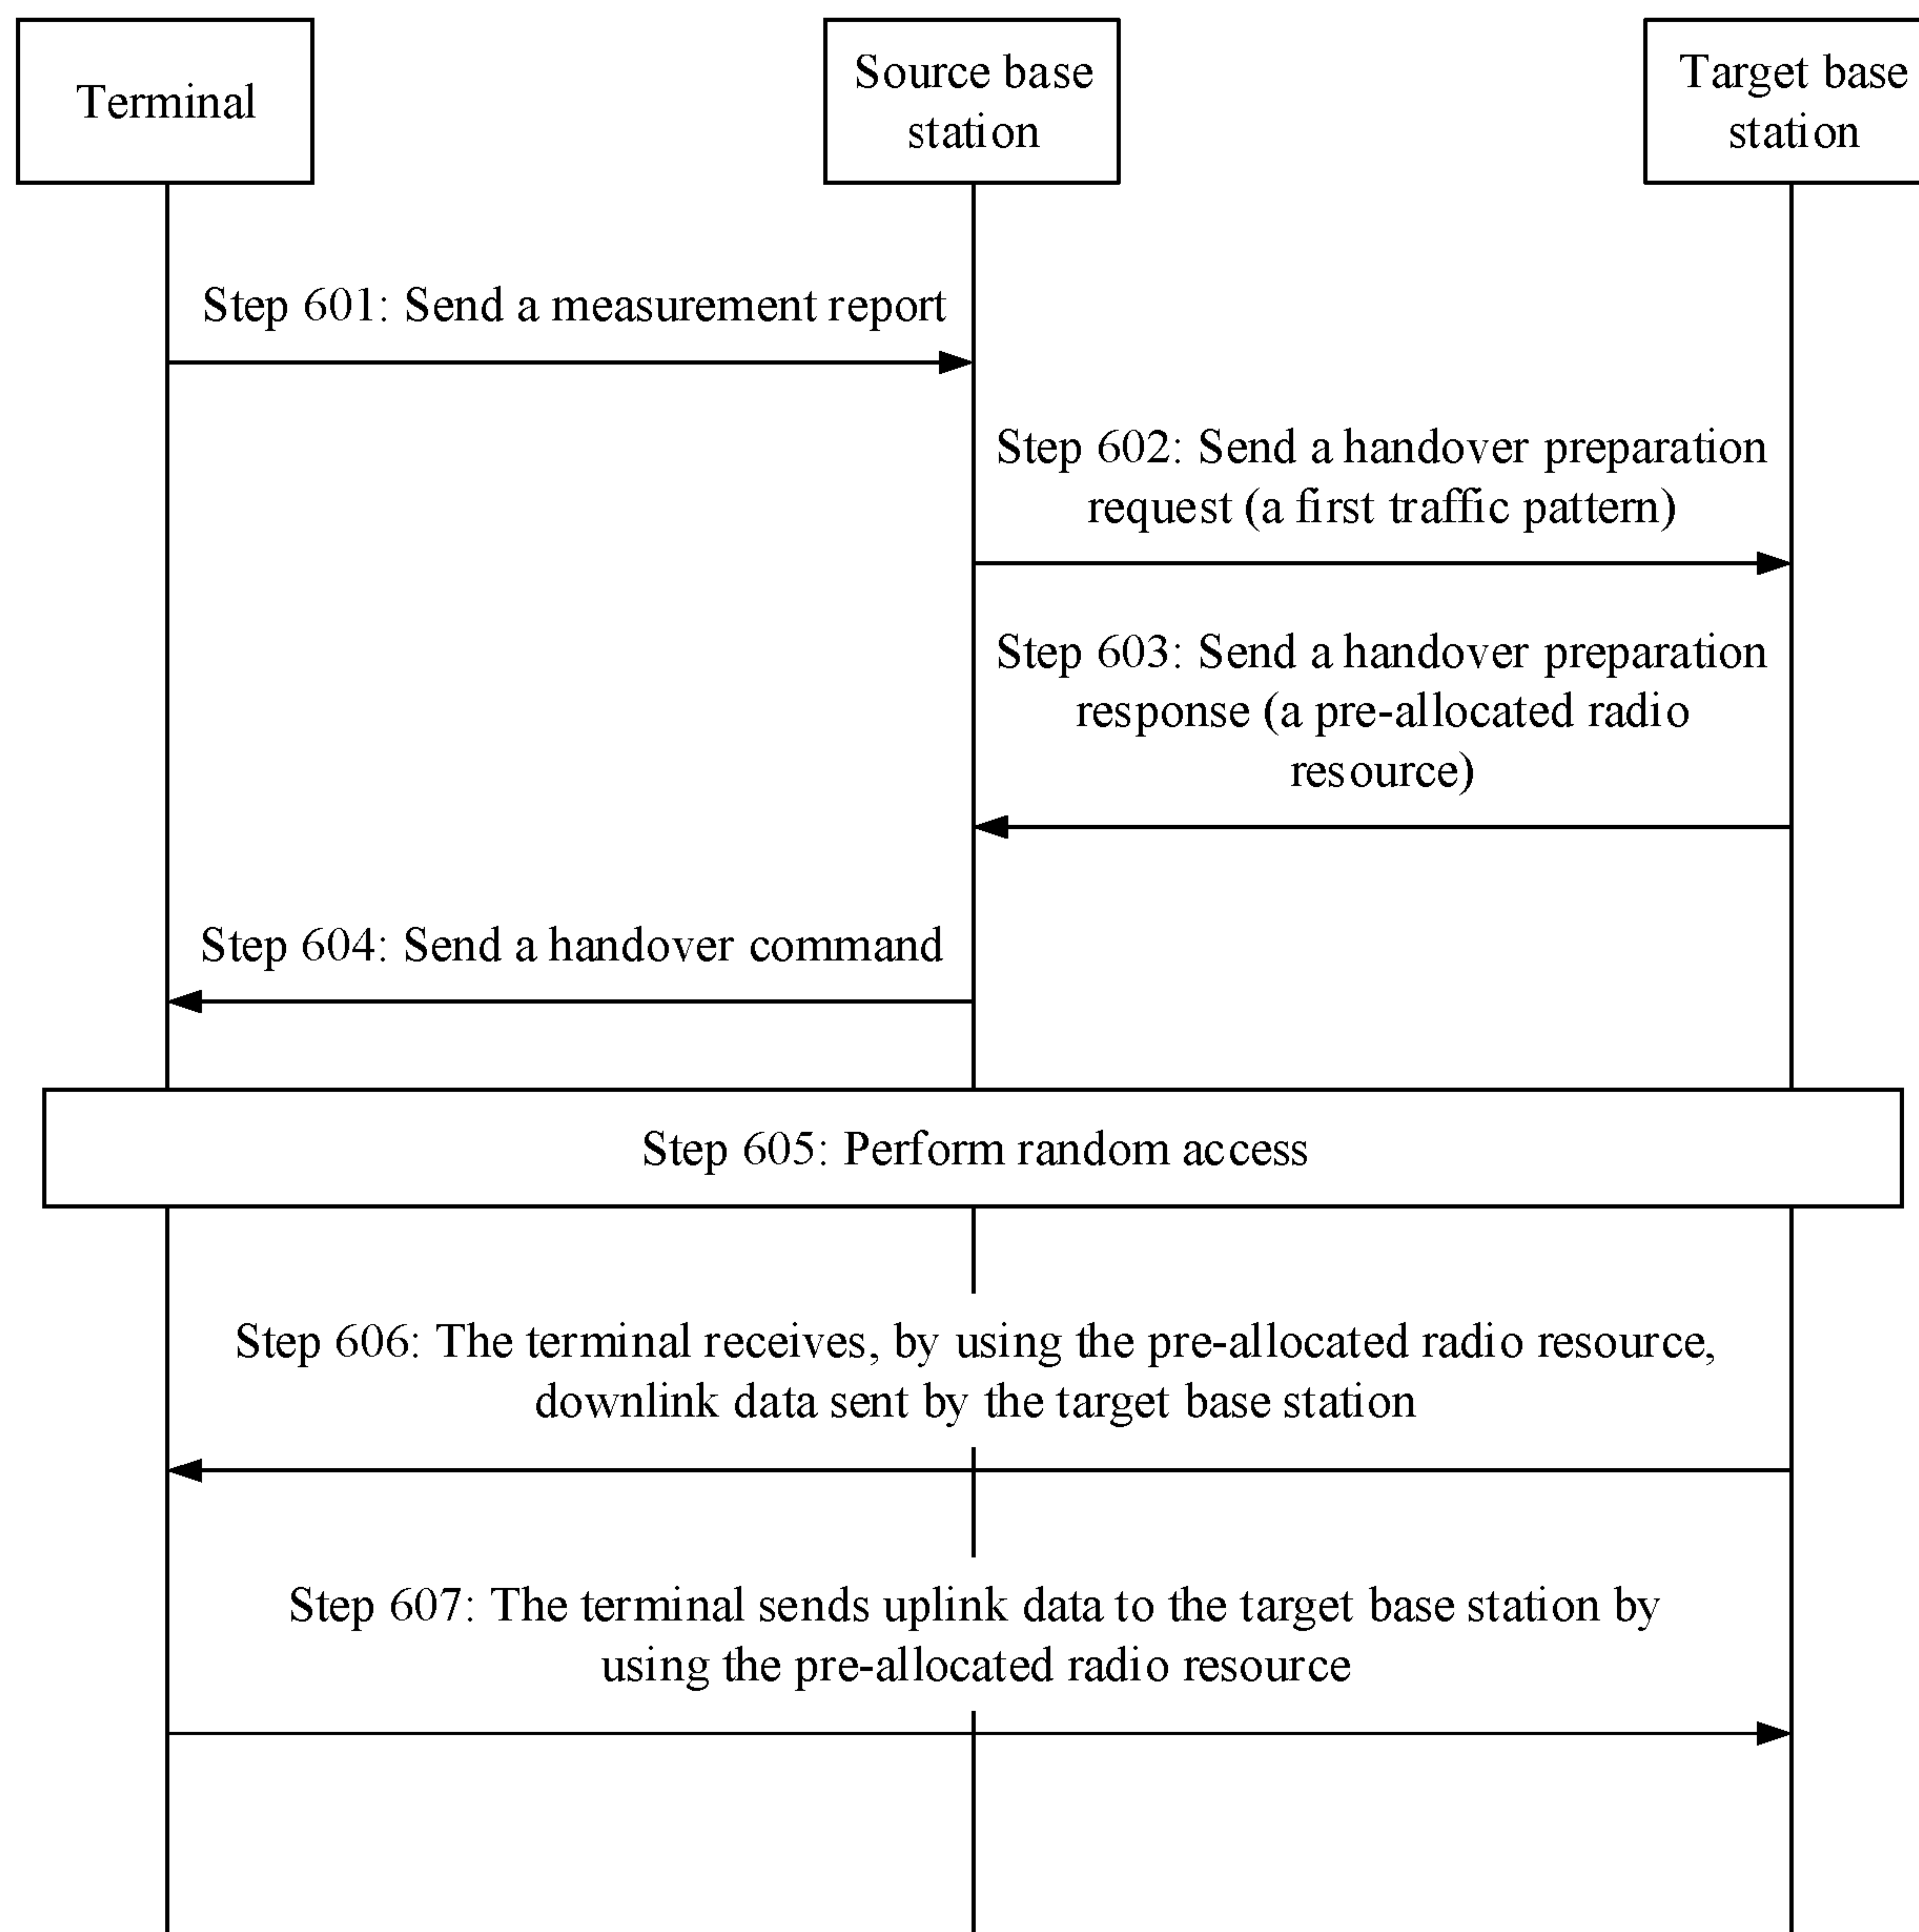 Terminal
Source base
station
Target base
station
Step 601: Send a measurement report
Step 602: Send a handover preparation
request (a first traffic pattern)
Step 603: Send a handover preparation
response (a pre-allocated radio
resource)
Step 604: Send a handover command
Step 605: Perform random access
Step 606: The terminal receives, by using the pre-allocated radio resource,
downlink data sent by the target base station
Step 607: The terminal sends uplink data to the target base station by
using the pre-allocated radio resource